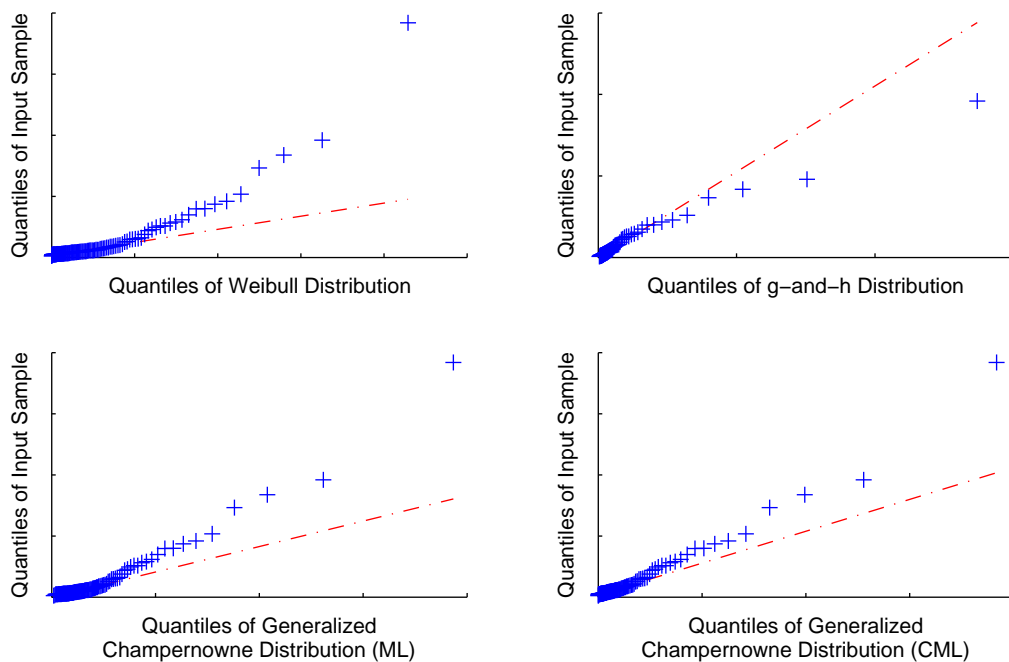 Quantiles of Input Sample
Quantiles of Weibull Distribution
Quantiles of Input Sample
Quantiles of g−and−h Distribution
Quantiles of Input Sample
Quantiles of Generalized
Champernowne Distribution (ML)
Quantiles of Input Sample
Quantiles of Generalized
Champernowne Distribution (CML)